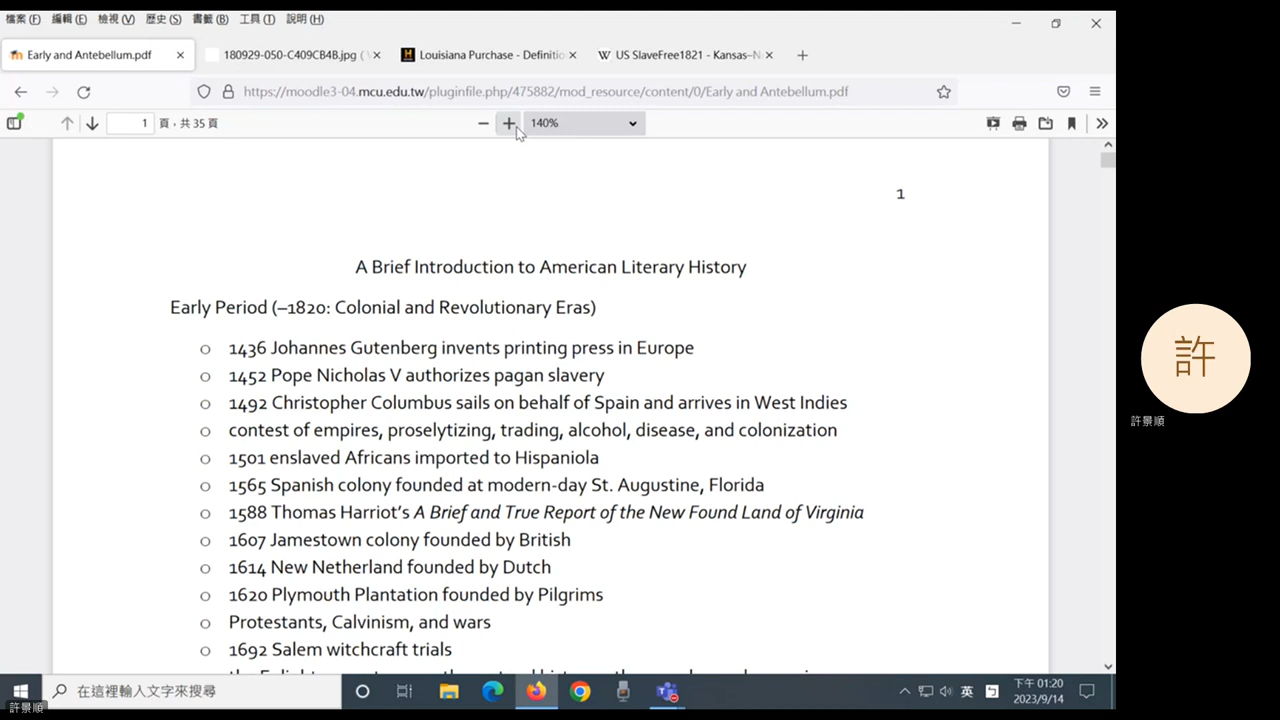 檔案(F) 編輯(E) 檢視(V) 歷史(S) 書籤(B) 工具(T) 說明(H)
Early and Antebellum.pdf
180929-050-C409CB4B.jpg (
Louisiana Purchase - Definitio
US SlaveFree1821 - Kansas–N
https://moodle3-04.mcu.edu.tw/pluginfile.php/475882/mod_resource/content/0/Early and Antebellum.pdf
1 頁，共 35 頁
140%
1
A Brief Introduction to American Literary History
Early Period (–1820: Colonial and Revolutionary Eras)
o 1436 Johannes Gutenberg invents printing press in Europe
o 1452 Pope Nicholas V authorizes pagan slavery
o 1492 Christopher Columbus sails on behalf of Spain and arrives in West Indies
o contest of empires, proselytizing, trading, alcohol, disease, and colonization
o 1501 enslaved Africans imported to Hispaniola
o 1565 Spanish colony founded at modern-day St. Augustine, Florida
o 1588 Thomas Harriot's A Brief and True Report of the New Found Land of Virginia
o 1607 Jamestown colony founded by British
o 1614 New Netherland founded by Dutch
o 1620 Plymouth Plantation founded by Pilgrims
o Protestants, Calvinism, and wars
o 1692 Salem witchcraft trials
許
許景順
在這裡輸入文字來搜尋
英
下午 01:20
2023/9/14
許景順